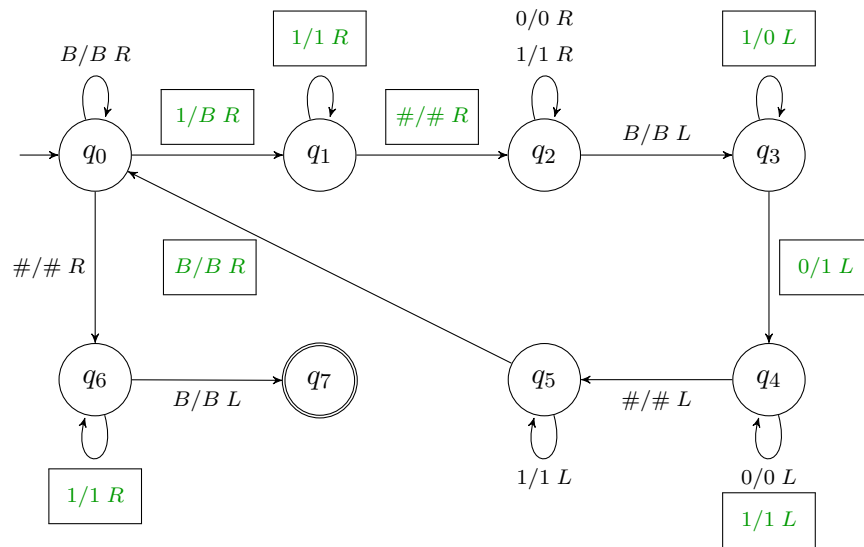 0/0 R
B/B R
1/1 R
1/1 R
1/0 L
1/B R
#/# R
B/B L
q0
q1
q2
q3
#/# R
B/B R
0/1 L
q6
q7
q5
q4
B/B L
#/# L
1/1 R
1/1 L
0/0 L
1/1 L